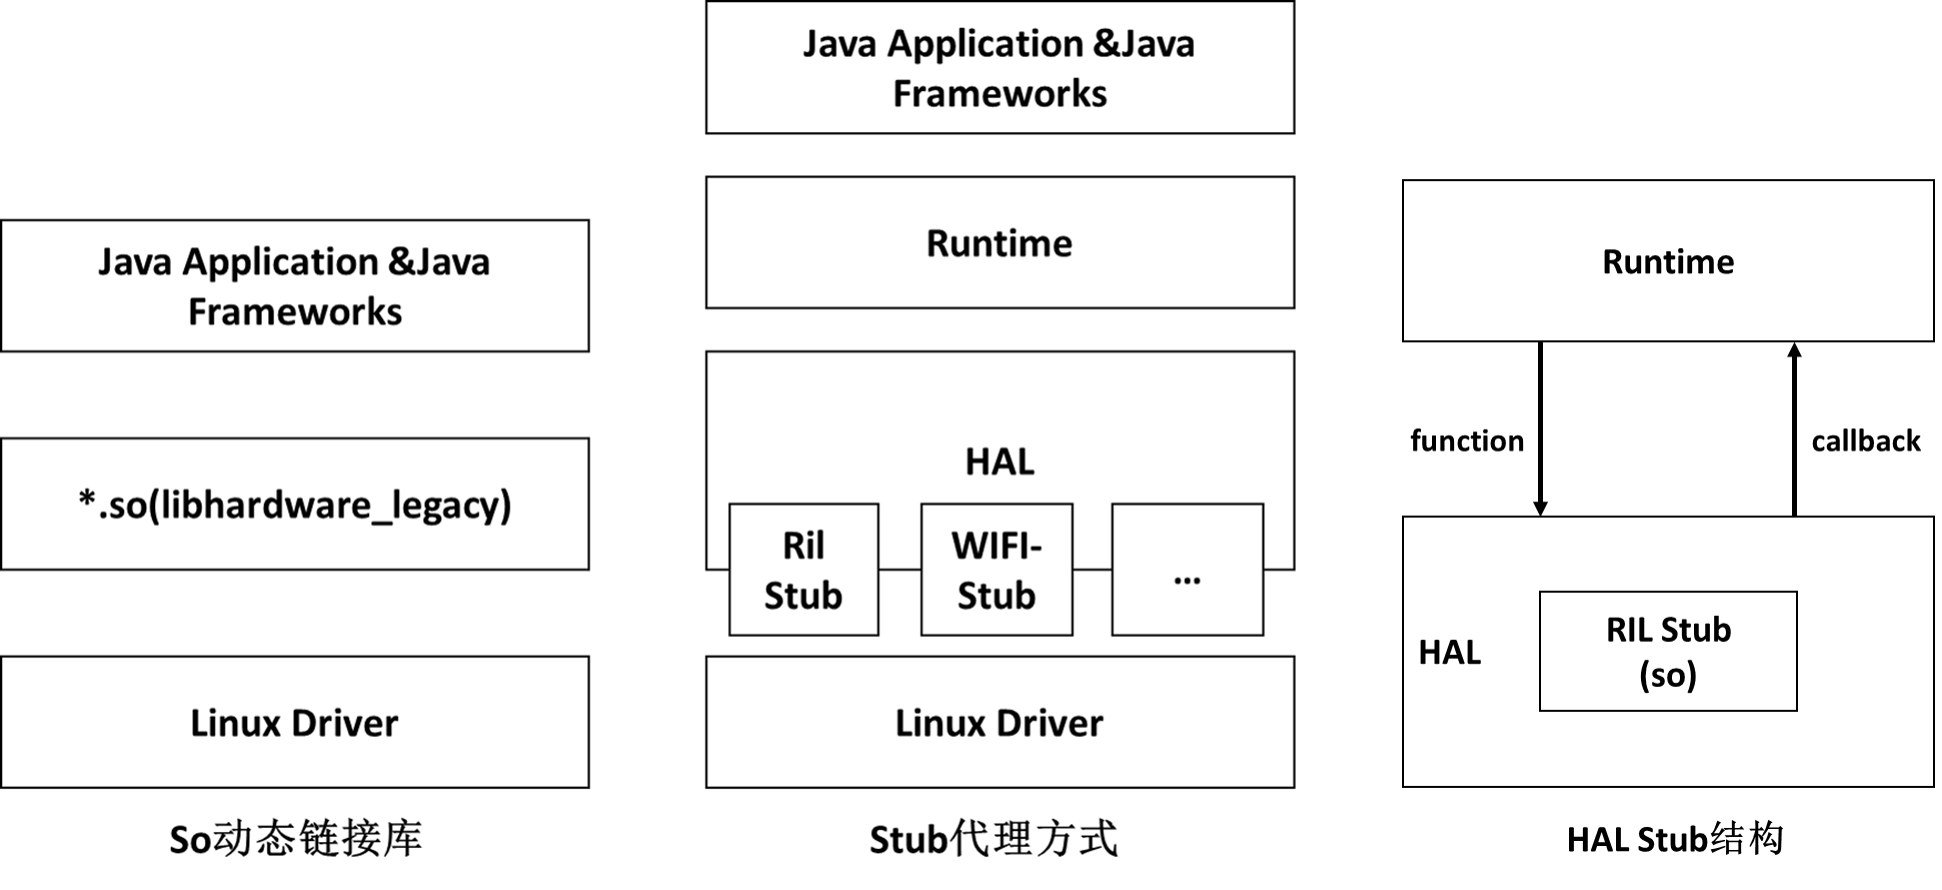 Java Application &Java
Frameworks
*.so(libhardware_legacy)
Linux Driver
So动态链接库
Java Application &Java
Frameworks
Runtime
HAL
Ril
Stub
WIFI-
Stub
...
Linux Driver
Stub代理方式
Runtime
function
callback
HAL
RIL Stub
(so)
HAL Stub结构